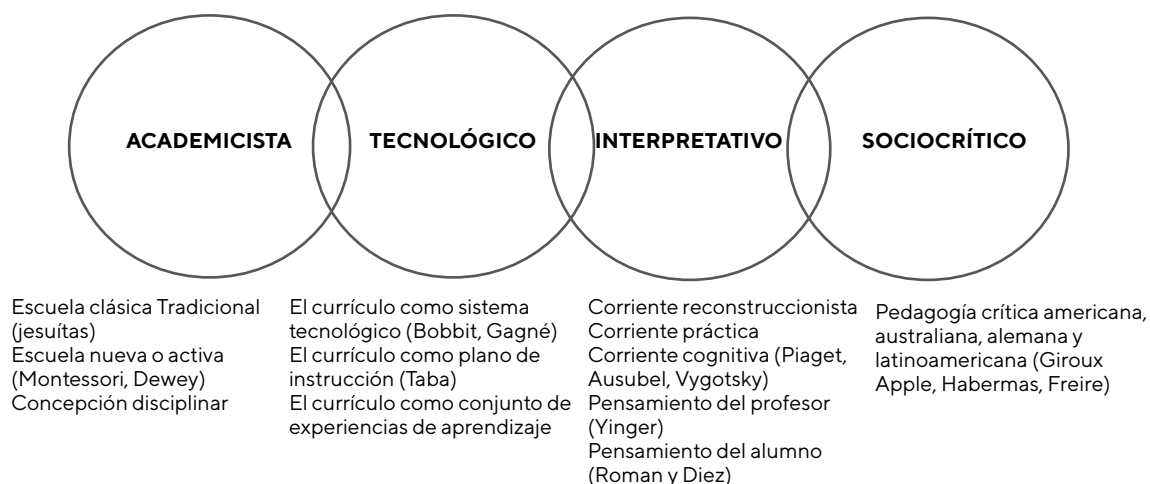 ACADEMICISTA
TECNOLÓGICO
INTERPRETATIVO
SOCIOCRÍTICO
Escuela clásica Tradicional
(jesuítas)
Escuela nueva o activa
(Montessori, Dewey)
Concepción disciplinar
El currículo como sistema
tecnológico (Bobbit, Gagné)
El currículo como plano de
instrucción (Taba)
El currículo como conjunto de
experiencias de aprendizaje
Corriente reconstruccionista
Corriente práctica
Corriente cognitiva (Piaget,
Ausubel, Vygotsky)
Pensamiento del profesor
(Yinger)
Pensamiento del alumno
(Roman y Diez)
Pedagogía crítica americana,
australiana, alemana y
latinoamericana (Giroux
Apple, Habermas, Freire)